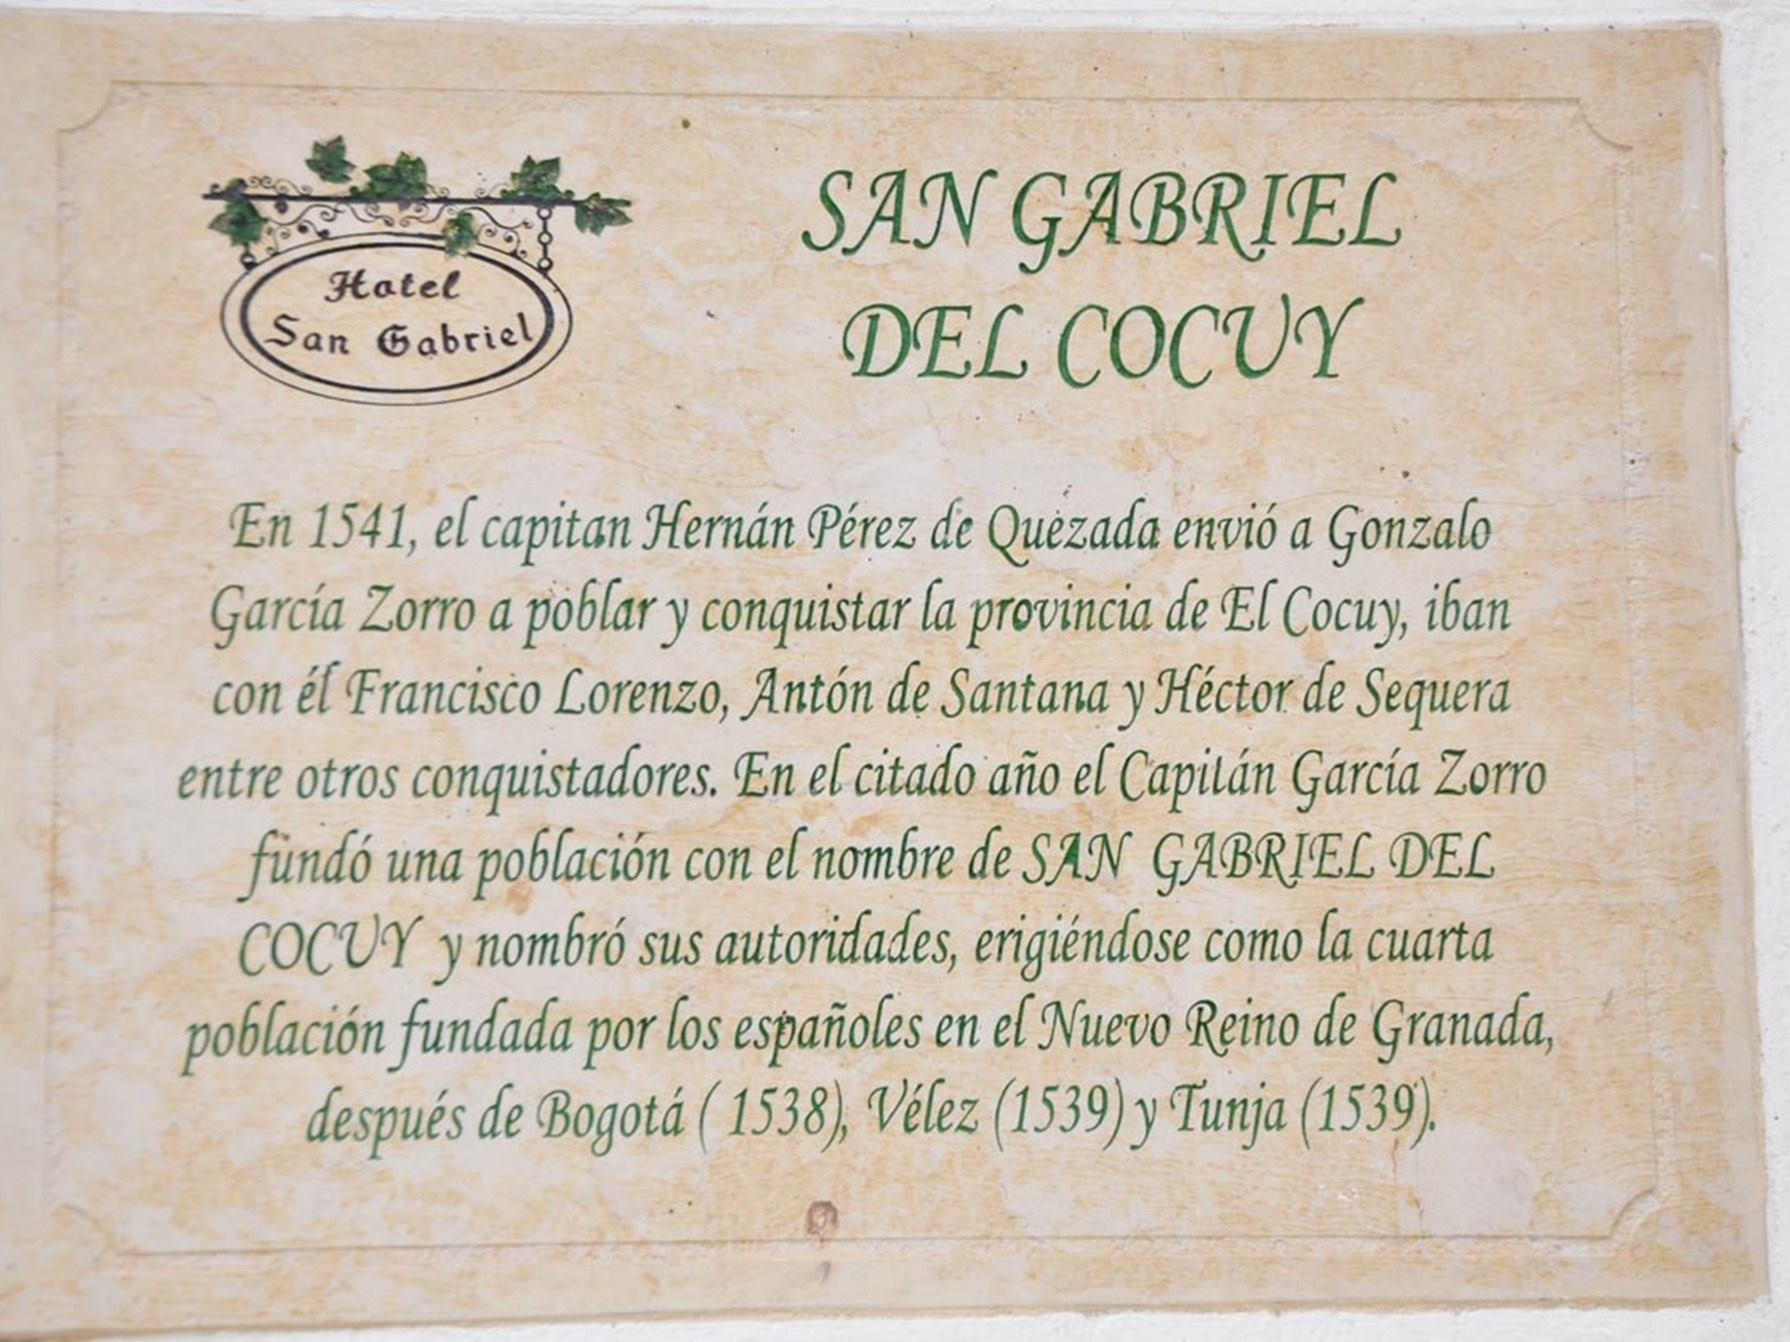 Hotel
San Gabriel
SAN GABRIEL
DEL COCUY
En 1541, el capitan Hernán Pérez de Quezada envió a Gonzalo
García Zorro a poblar y conquistar la provincia de El Cocuy, iban
con él Francisco Lorenzo, Antón de Santana y Héctor de Sequera
entre otros conquistadores. En el citado año el Capitán García Zorro
fundó una población con el nombre de SAN GABRIEL DEL
COCUY y nombró sus autoridades, erigiéndose como la cuarta
población fundada por los españoles en el Nuevo Reino de Granada,
después de Bogotá ( 1538), Vélez (1539) y Tunja (1539).